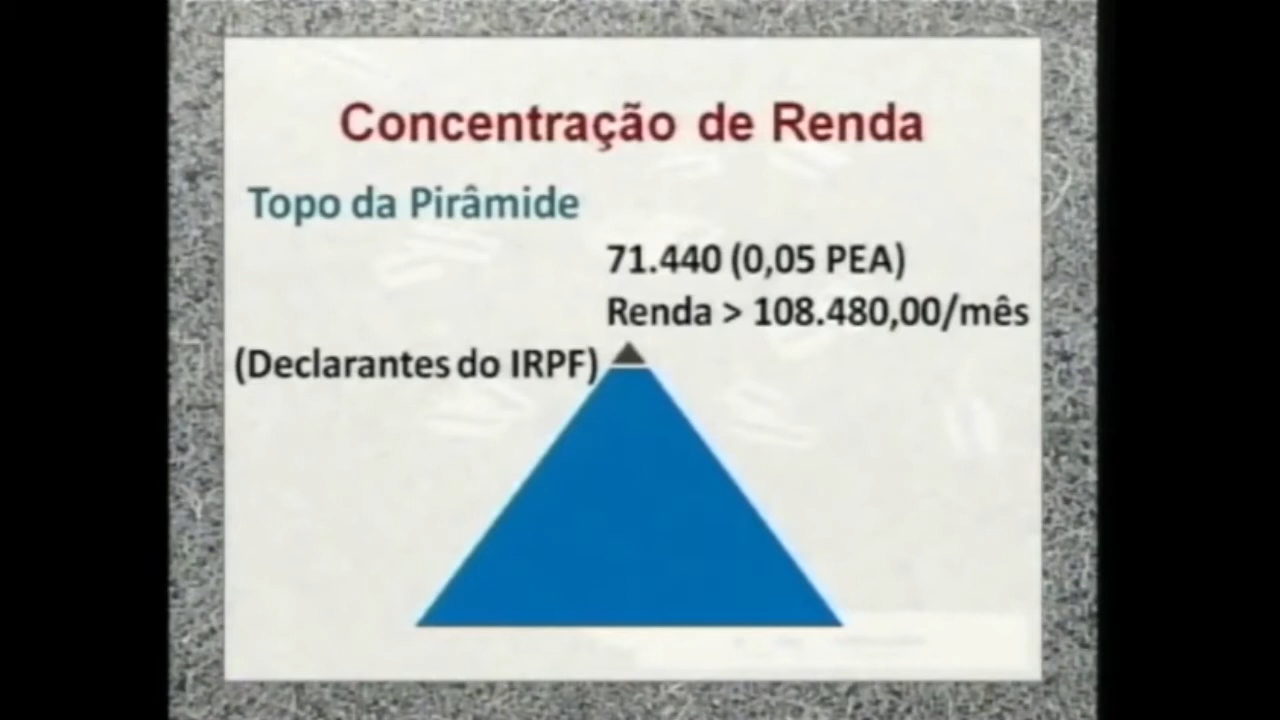 Concentração de Renda
Topo da Pirâmide
71.440 (0,05 PEA)
Renda > 108.480,00/mês
(Declarantes do IRPF)